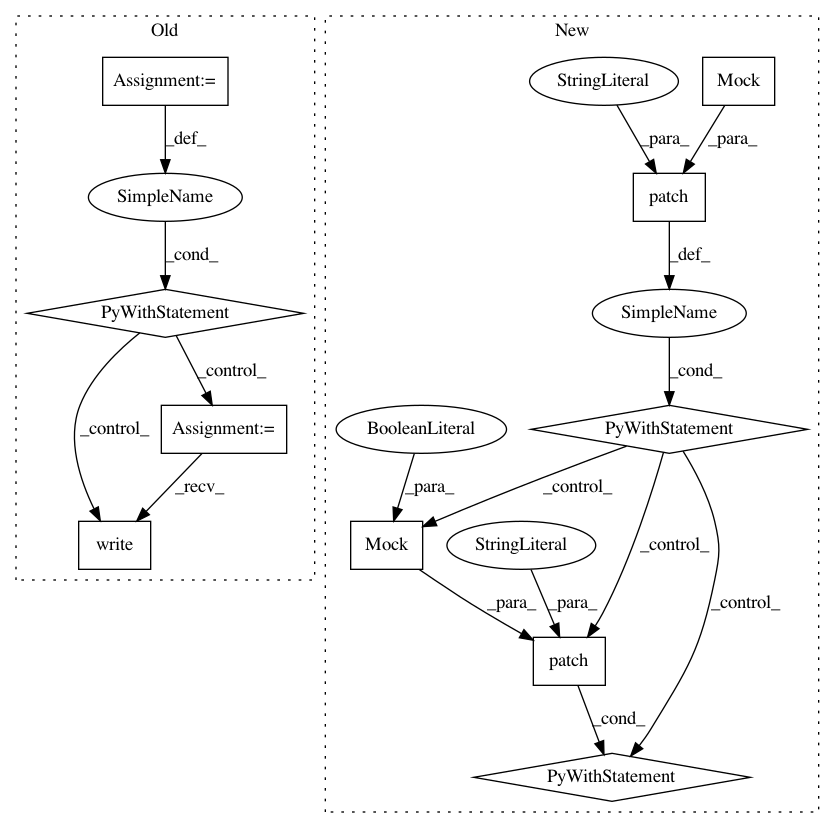 Old
New
Assignment:=
StringLiteral
Mock
_def_
_para_
_para_
SimpleName
patch
_cond_
_def_
PyWithStatement
SimpleName
_control_
_cond_
_control_
Assignment:=
BooleanLiteral
PyWithStatement
_recv_
_para_
_control_
write
Mock
StringLiteral
_control_
_para_
_para_
_control_
patch
_cond_
PyWithStatement